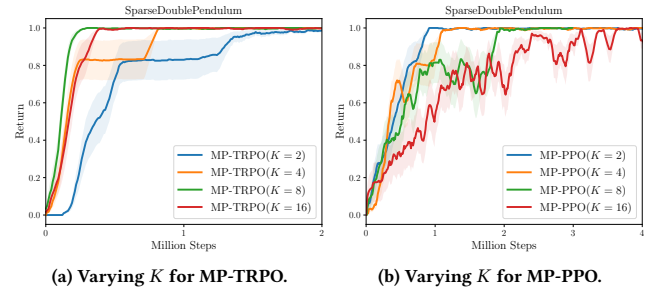 SparseDoublePendulum
1.0
0.8
0.6
0.4
0.2
0.0
Return
MP-TRPO(K = 2)
MP-TRPO(K = 4)
MP-TRPO(K = 8)
MP-TRPO(K = 16)
0 1 2
Million Steps
(a) Varying K for MP-TRPO.
SparseDoublePendulum
1.0
0.8
0.6
0.4
0.2
0.0
Return
MP-PPO(K = 2)
MP-PPO(K = 4)
MP-PPO(K = 8)
MP-PPO(K = 16)
0 1 2 3 4
Million Steps
(b) Varying K for MP-PPO.